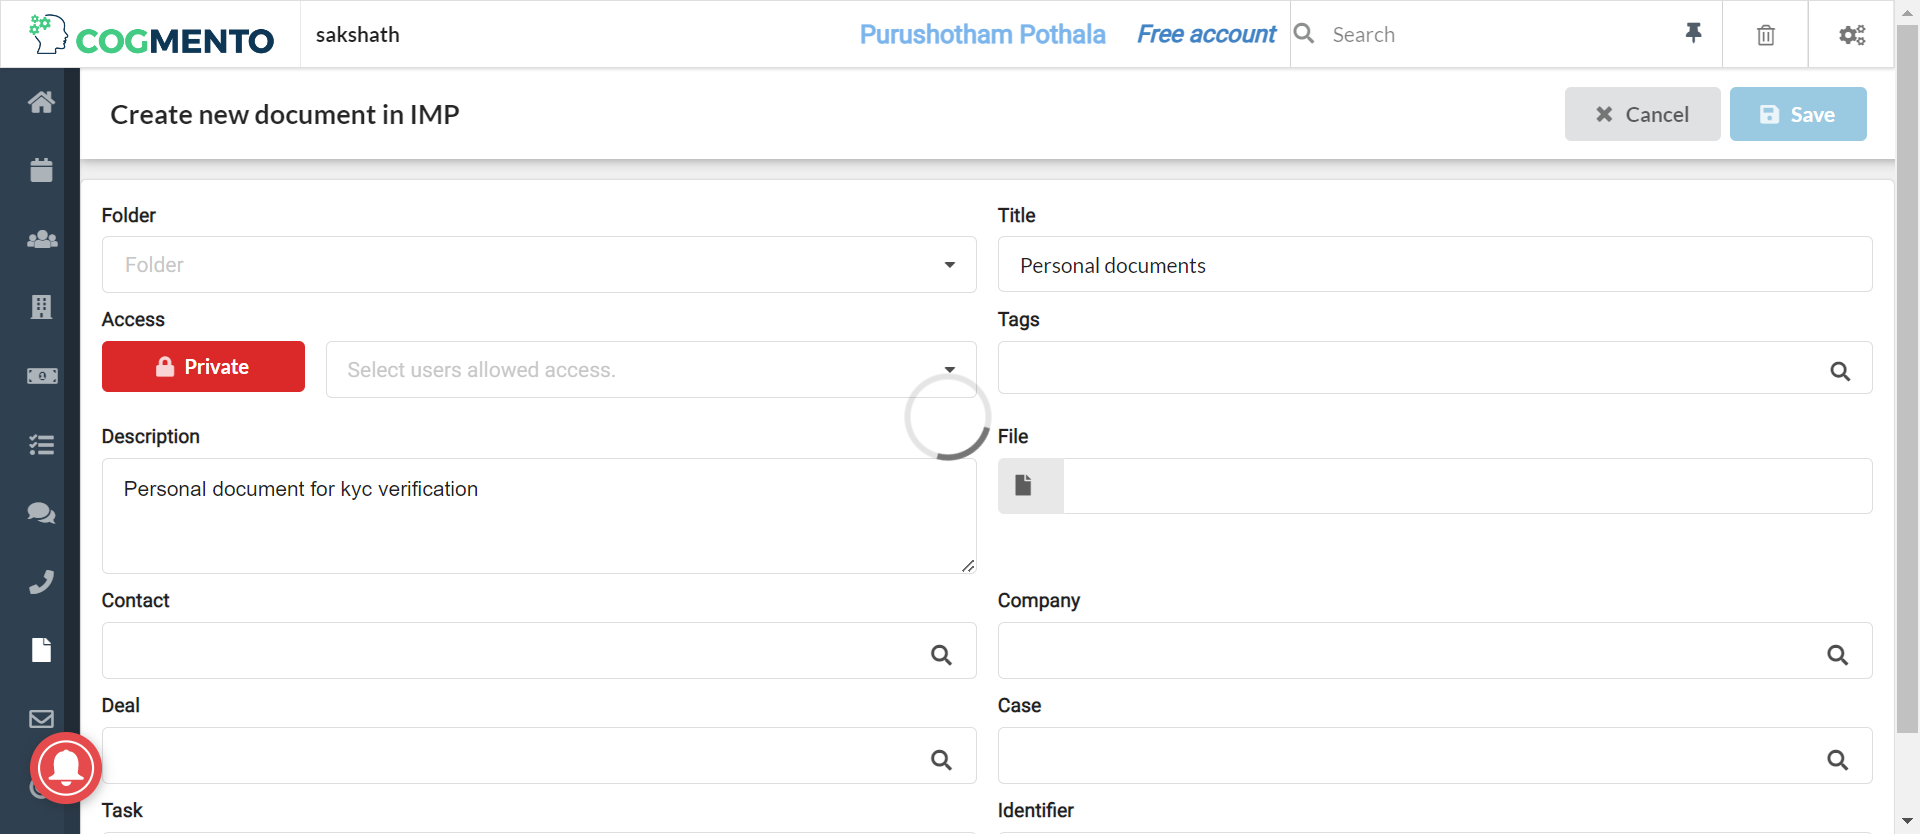 COGMENTO
sakshath
Purushotham Pothala
Free account
Search
Create new document in IMP
Cancel
Save
Folder
Title
Folder
Personal documents
Access
Tags
Private
Select users allowed access.
Description
File
Personal document for kyc verification
Contact
Company
Deal
Case
Task
Identifier